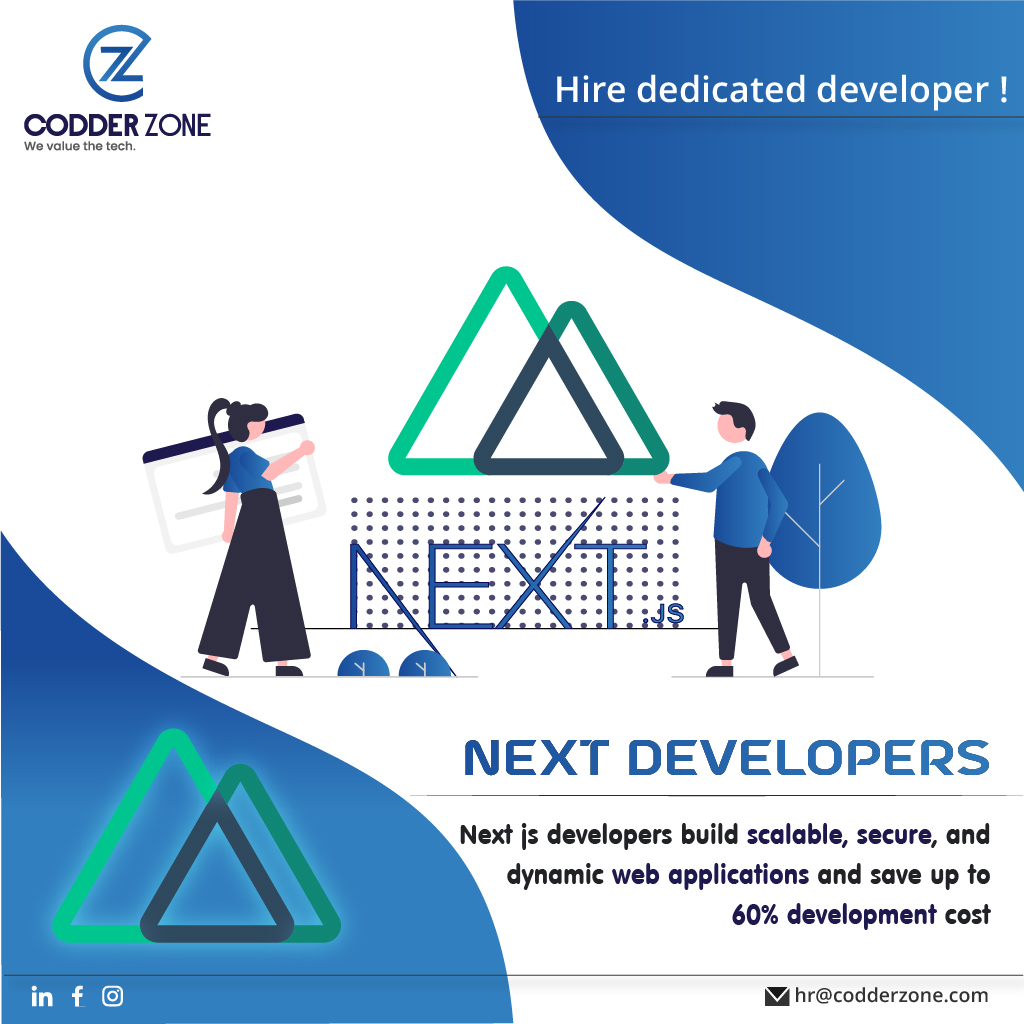 CODDER ZONE
We value the tech.
Hire dedicated developer !
NEXT.JS
NEXT DEVELOPERS
Next js developers build scalable, secure, and
dynamic web applications and save up to
60% development cost
hr@codderzone.com